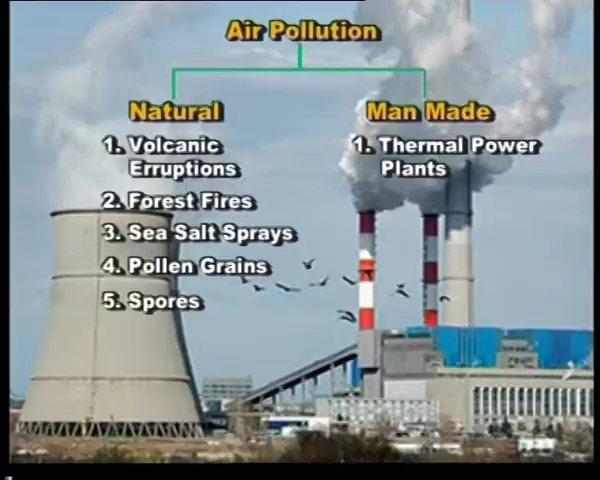 Air Pollution
Natural
Man Made
1. Volcanic
Erruptions
2. Forest Fires
3. Sea Salt Sprays
4. Pollen Grains
5. Spores
1. Thermal Power
Plants